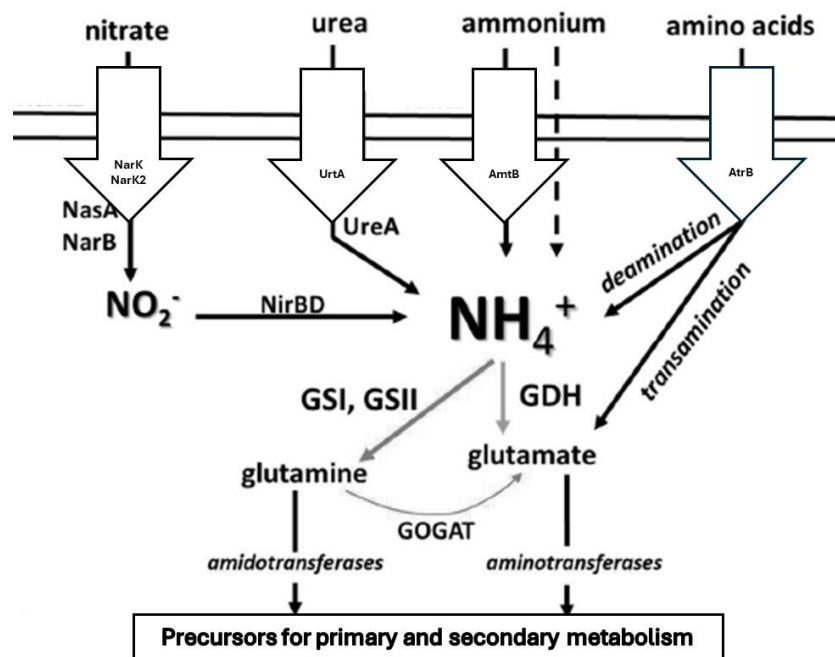 nitrate
urea
ammonium
amino acids
NarK
NarK2
UrtA
AmtB
AtrB
NasA
NarB
UreA
deamination
transamination
NO2-
NirBD
NH4+
GSI, GSII
GDH
glutamine
glutamate
GOGAT
amidotransferases
aminotransferases
Precursors for primary and secondary metabolism